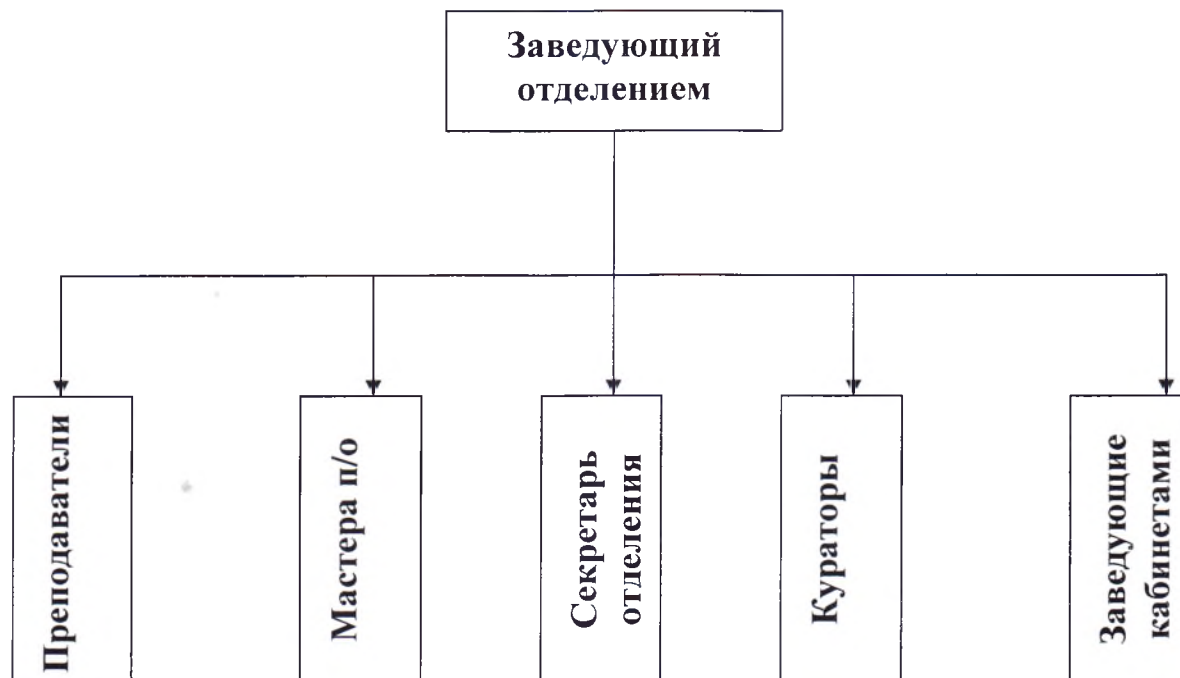 Заведующий
отделением
Преподаватели
Мастера п/о
Секретарь
отделения
Кураторы
Заведующие
кабинетами